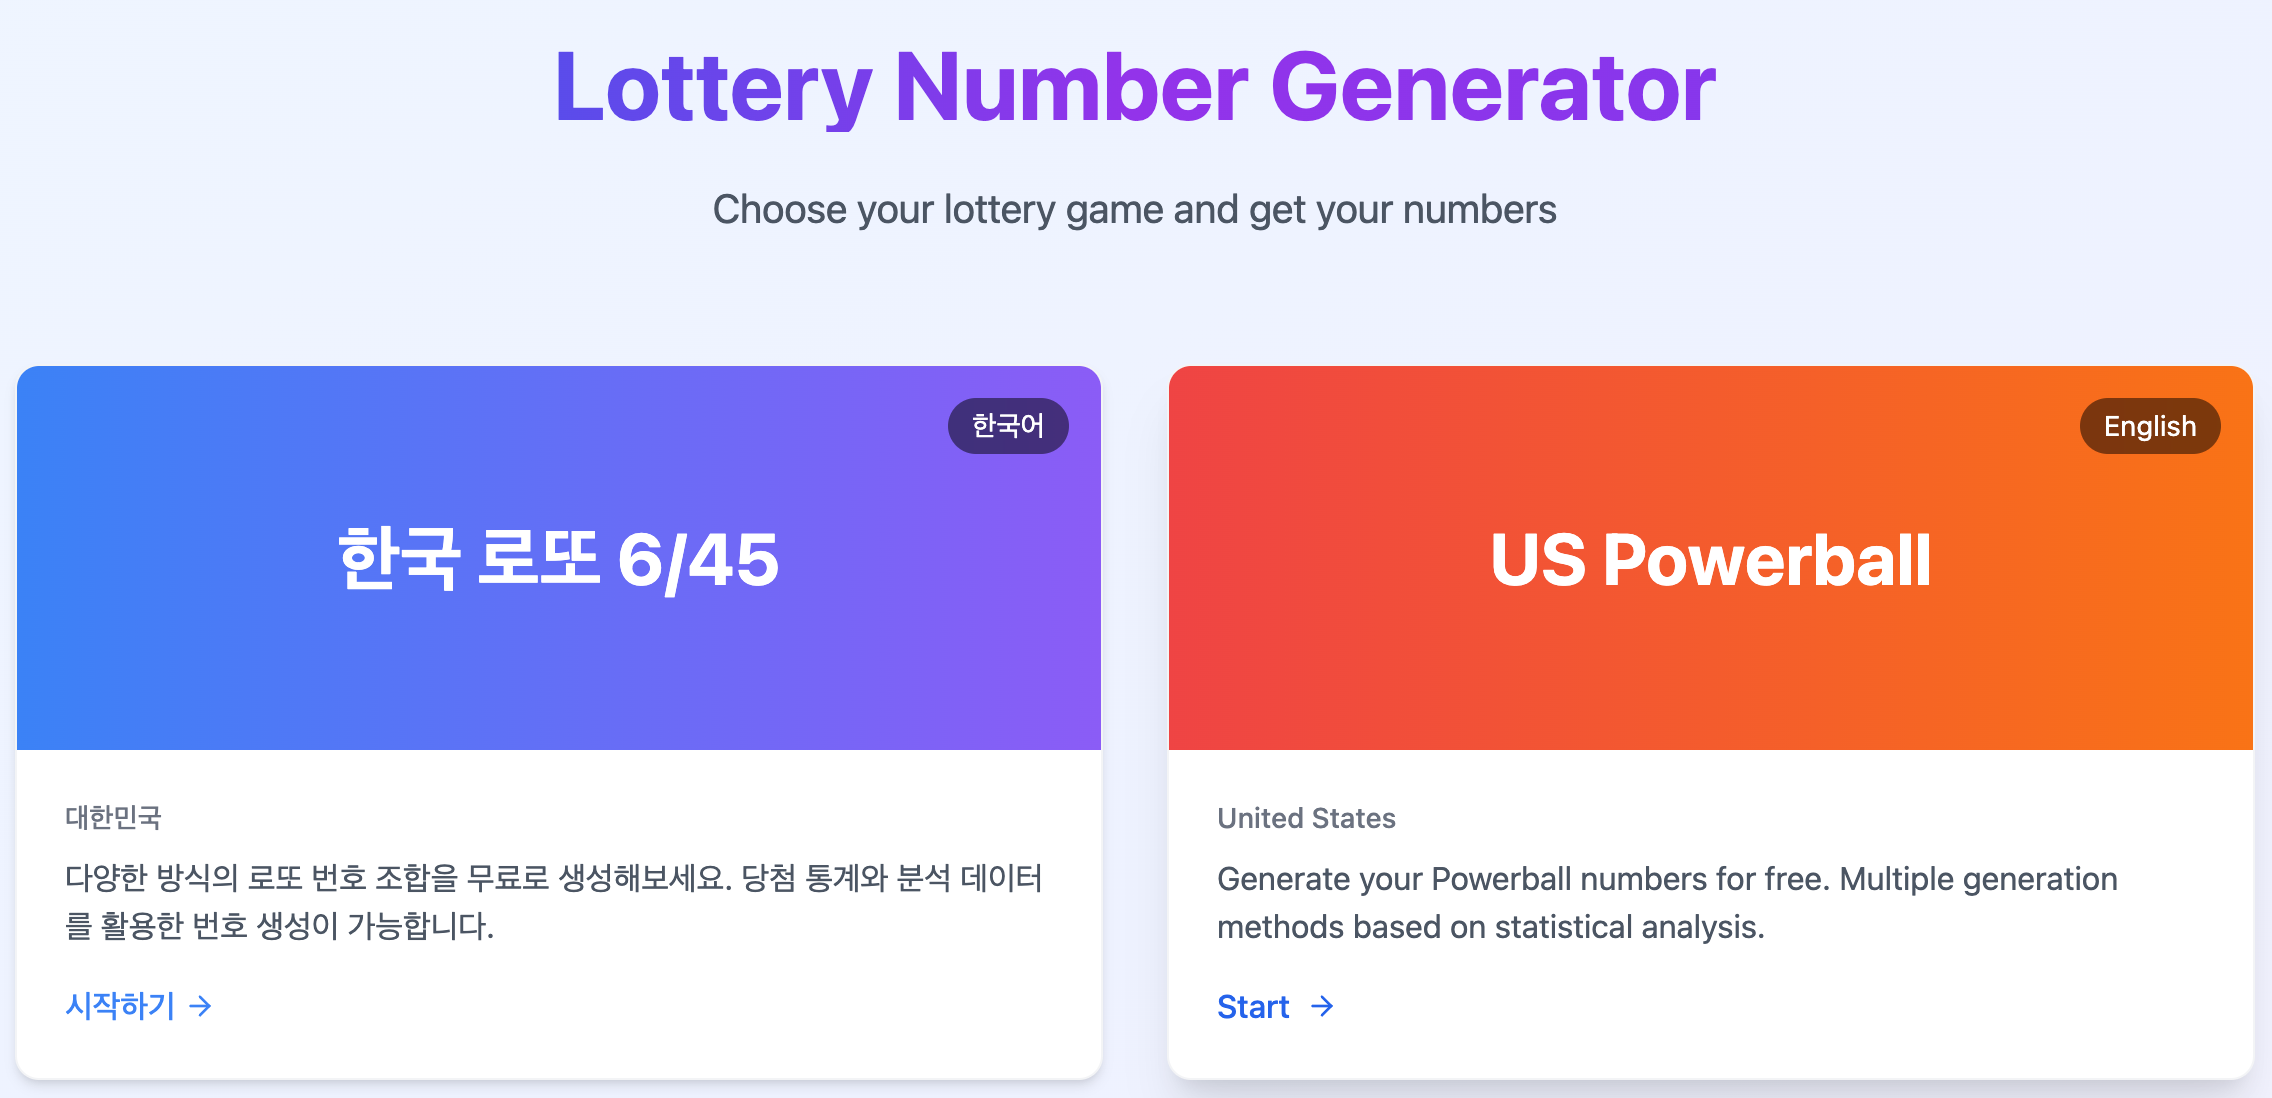 Lottery Number Generator
Choose your lottery game and get your numbers
한국어
한국 로또 6/45
대한민국
다양한 방식의 로또 번호 조합을 무료로 생성해보세요. 당첨 통계와 분석 데이터
를 활용한 번호 생성이 가능합니다.
시작하기 →
English
US Powerball
United States
Generate your Powerball numbers for free. Multiple generation
methods based on statistical analysis.
Start →